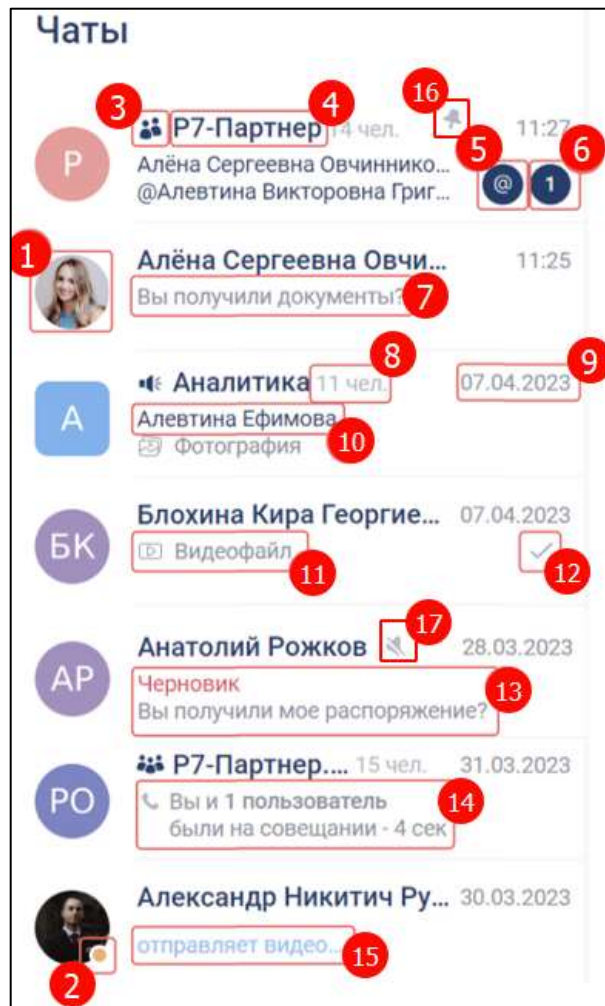 Чаты
16
3
4
Р7-Партнер 14 чел. 11:27
Р
5
6
Алёна Сергеевна Овчиннико...
@Алевтина Викторовна Григ... @ 1
1
Алёна Сергеевна Овчи... 11:25
Вы получили документы?
7
8
9
Аналитика 11 чел. 07.04.2023
А
Алевтина Ефимова
10
Фотография
Блохина Кира Георгие... 07.04.2023
БК
Видеофайл
11
12
17
Анатолий Рожков 28.03.2023
АР
Черновик
13
Вы получили мое распоряжение?
Р7-Партнер.... 15 чел. 31.03.2023
РО
Вы и 1 пользователь
14
были на совещании - 4 сек
Александр Никитич Ру... 30.03.2023
отправляет видео...
15
2